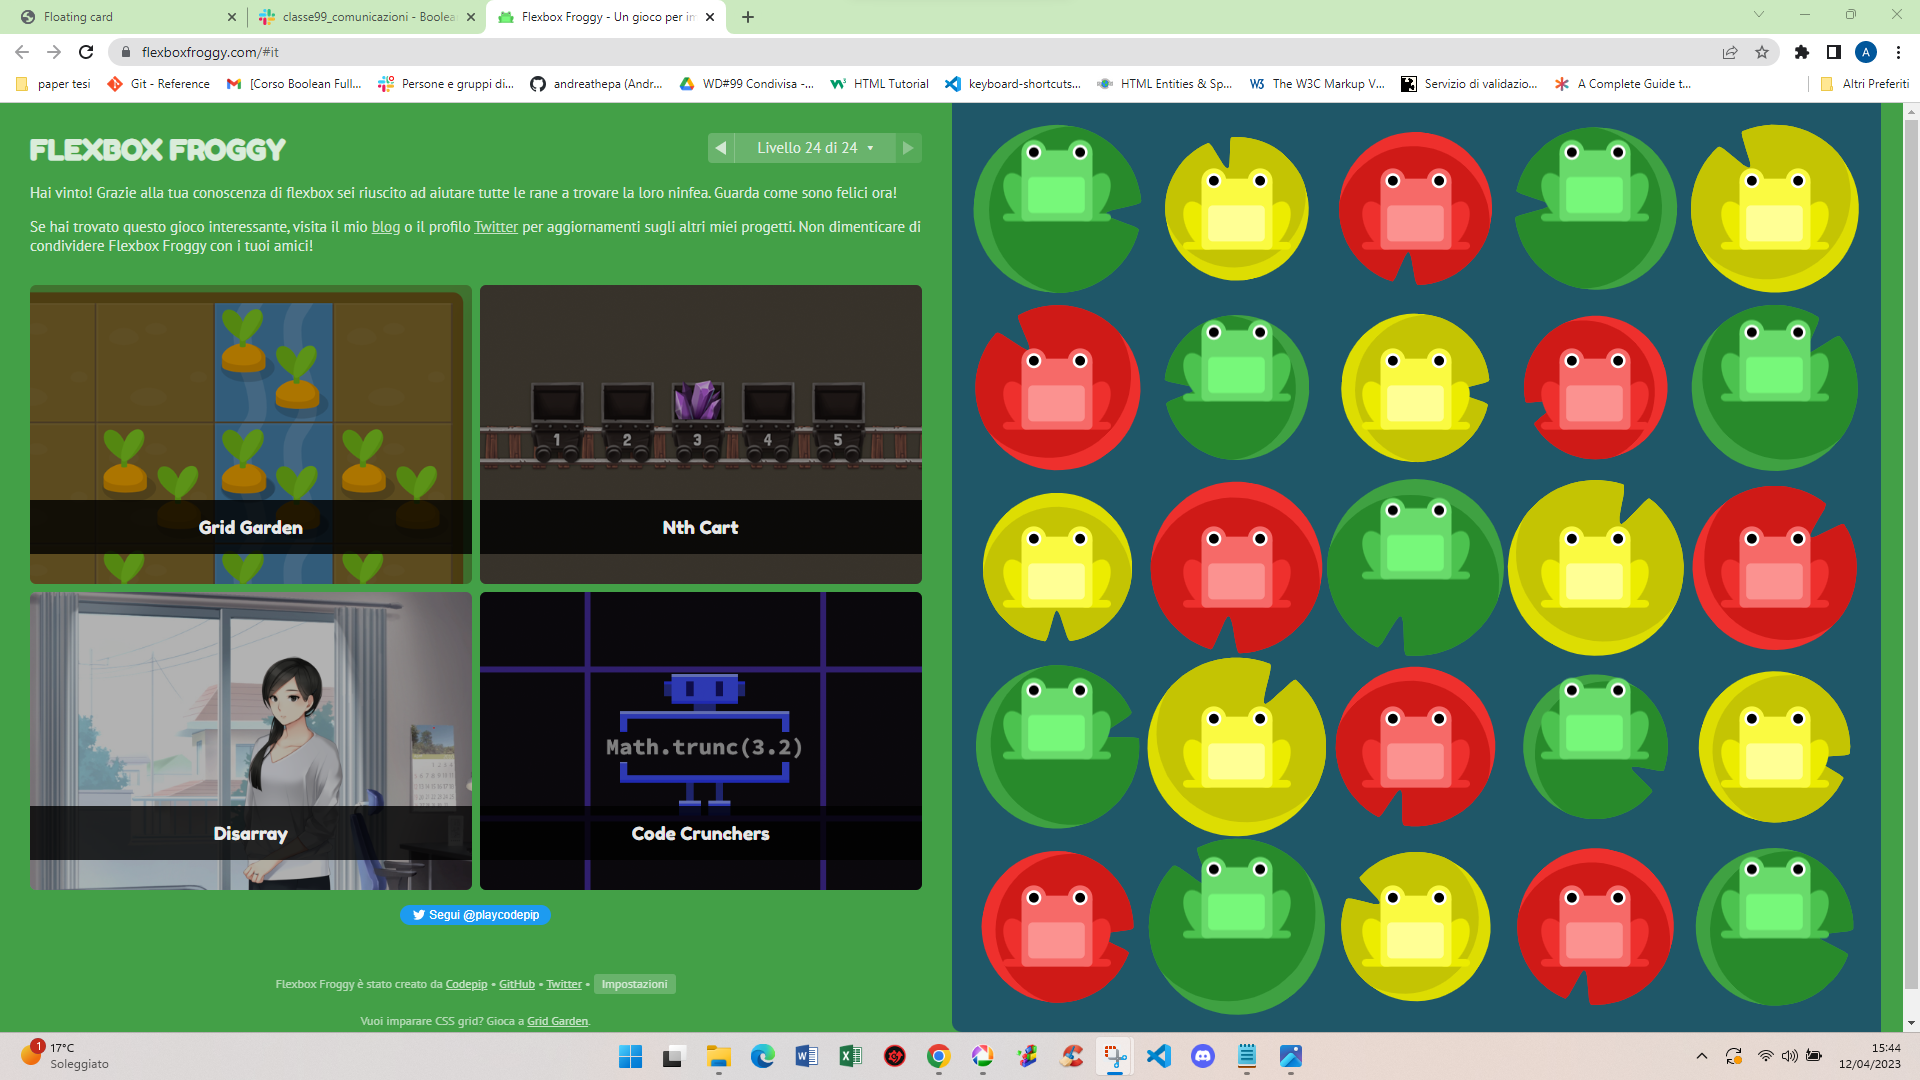 Floating card
classe99_comunicazioni - Boolea
Flexbox Froggy - Un gioco per im
flexboxfroggy.com/#it
A
paper tesi
Git - Reference
[Corso Boolean Full...
Persone e gruppi di...
andreathepa (Andr...
WD#99 Condivisa -...
HTML Tutorial
keyboard-shortcuts...
HTML Entities & Sp...
The W3C Markup V...
Servizio di validazio...
A Complete Guide t...
Altri Preferiti
FLEXBOX FROGGY
Livello 24 di 24
Hai vinto! Grazie alla tua conoscenza di flexbox sei riuscito ad aiutare tutte le rane a trovare la loro ninfea. Guarda come sono felici ora!
Se hai trovato questo gioco interessante, visita il mio blog o il profilo Twitter per aggiornamenti sugli altri miei progetti. Non dimenticare di
condividere Flexbox Froggy con i tuoi amici!
1 2 3 4 5
Grid Garden
Nth Cart
Math.trunc(3.2)
Disarray
Code Crunchers
Segui @playcodepip
Flexbox Froggy è stato creato da Codepip • GitHub • Twitter • Impostazioni
Vuoi imparare CSS grid? Gioca a Grid Garden.
1
17°C
Soleggiato
15:44
12/04/2023